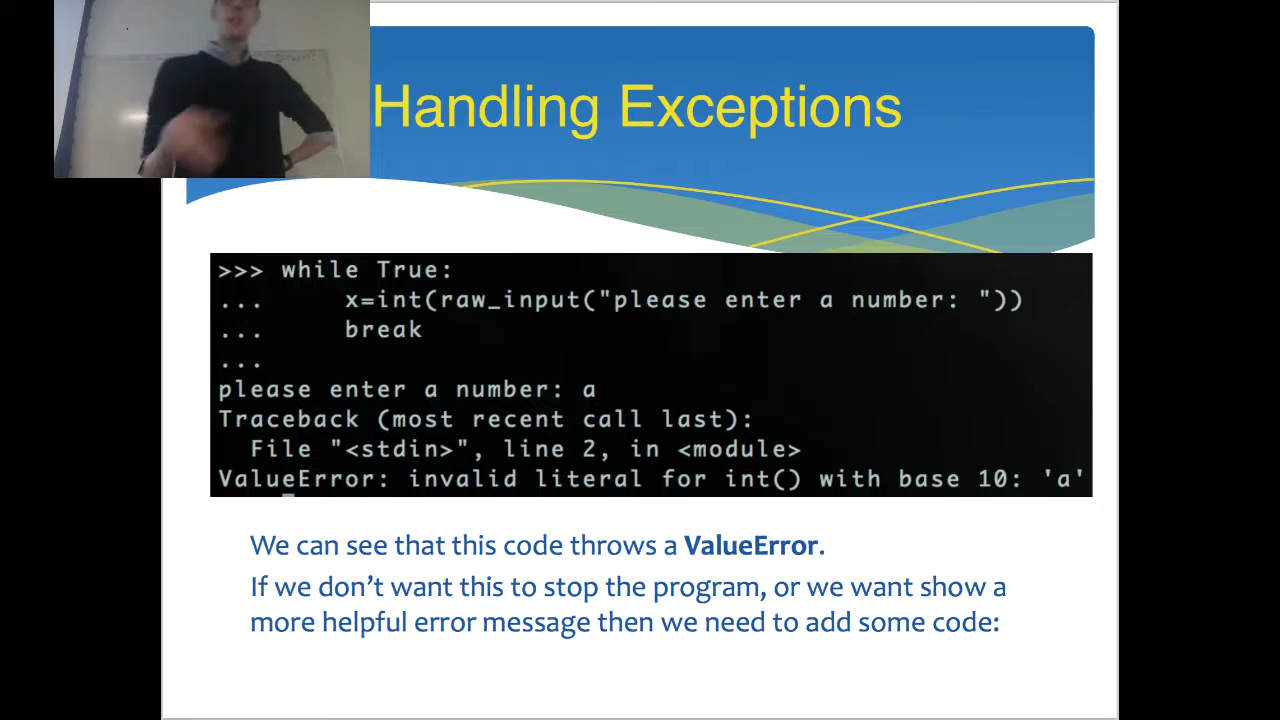 Handling Exceptions
>>> while True:
...     x=int(raw_input("please enter a number: "))
...     break
...
please enter a number: a
Traceback (most recent call last):
  File "<stdin>", line 2, in <module>
ValueError: invalid literal for int() with base 10: 'a'
We can see that this code throws a ValueError.
If we don’t want this to stop the program, or we want show a
more helpful error message then we need to add some code: